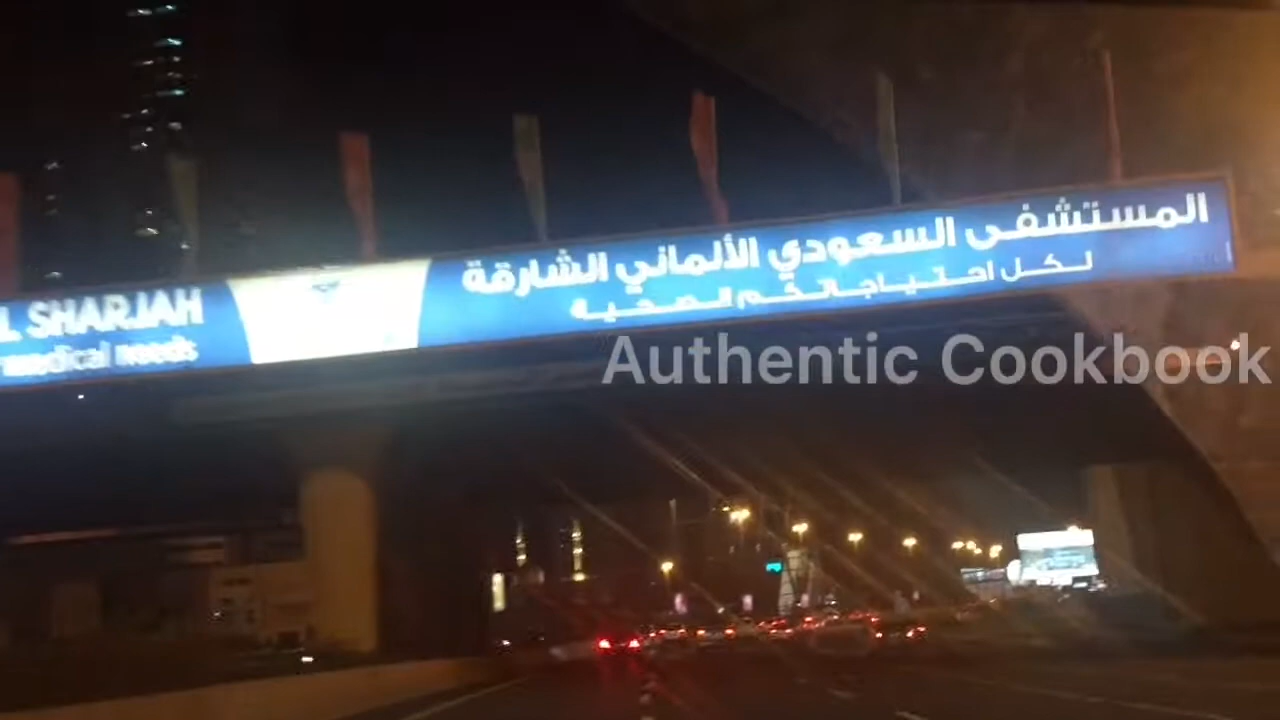 المستشفى السعودي الألماني الشارقة
لكل احتياجاتكم الصحية
L SHARJAH
medical needs
Authentic Cookbook